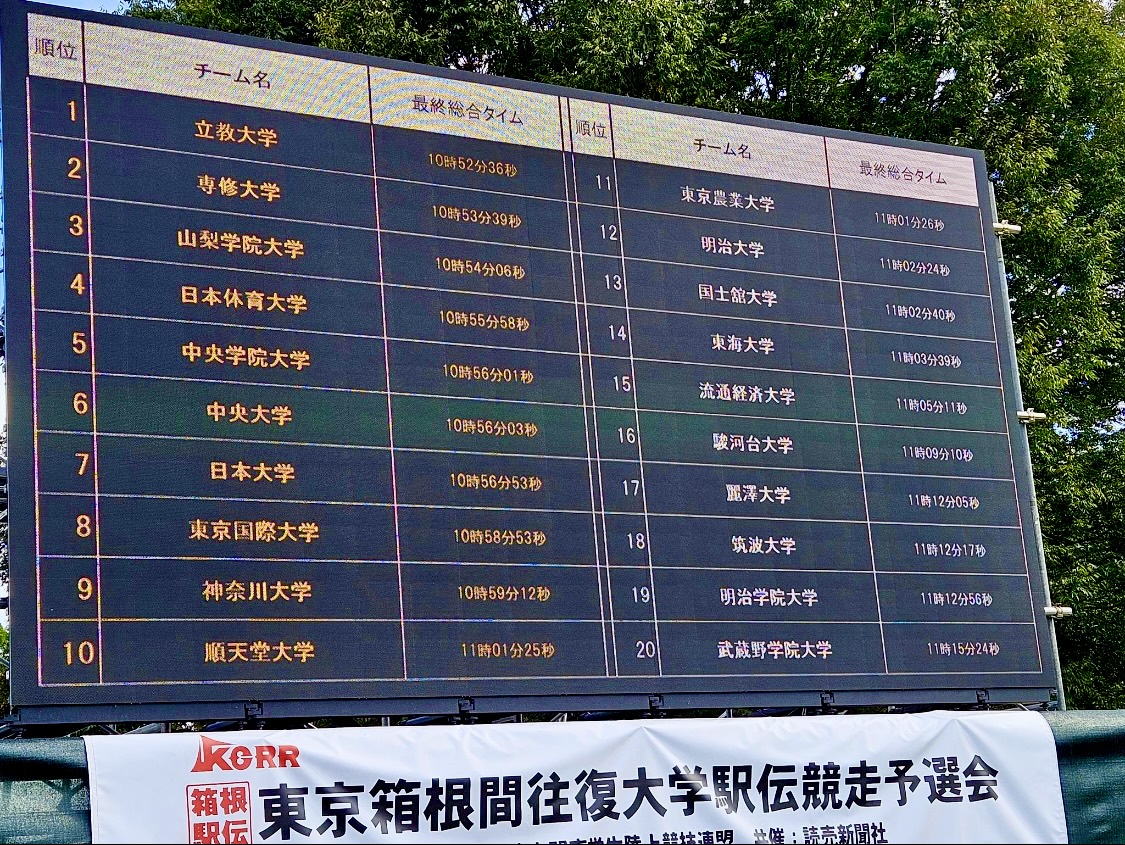 順位 チーム名 最終総合タイム
1 立教大学 10時52分36秒
2 専修大学 10時53分39秒
3 山梨学院大学 10時54分06秒
4 日本体育大学 10時55分58秒
5 中央学院大学 10時56分01秒
6 中央大学 10時56分03秒
7 日本大学 10時56分53秒
8 東京国際大学 10時58分53秒
9 神奈川大学 10時59分12秒
10 順天堂大学 11時01分25秒
順位 チーム名 最終総合タイム
11 東京農業大学 11時01分26秒
12 明治大学 11時02分24秒
13 国士舘大学 11時02分40秒
14 東海大学 11時03分39秒
15 流通経済大学 11時05分11秒
16 駿河台大学 11時09分10秒
17 麗澤大学 11時12分05秒
18 筑波大学 11時12分17秒
19 明治学院大学 11時12分56秒
20 武蔵野学院大学 11時15分24秒
KGRR
箱根
駅伝
東京箱根間往復大学駅伝競走予選会
学生陸上競技連盟 共催：読売新聞社